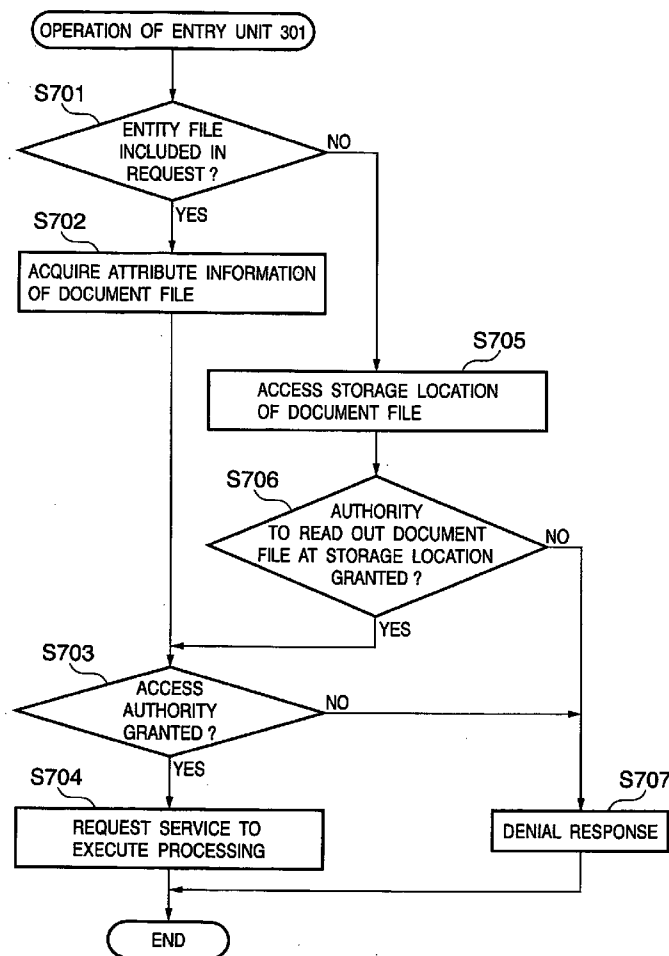 OPERATION OF ENTRY UNIT 301
S701
ENTITY FILE
INCLUDED IN
REQUEST ?
NO
YES
S702
ACQUIRE ATTRIBUTE INFORMATION
OF DOCUMENT FILE
S705
ACCESS STORAGE LOCATION
OF DOCUMENT FILE
S706
AUTHORITY
TO READ OUT DOCUMENT
FILE AT STORAGE LOCATION
GRANTED ?
NO
YES
S703
ACCESS
AUTHORITY
GRANTED ?
NO
YES
S704
REQUEST SERVICE TO
EXECUTE PROCESSING
S707
DENIAL RESPONSE
END